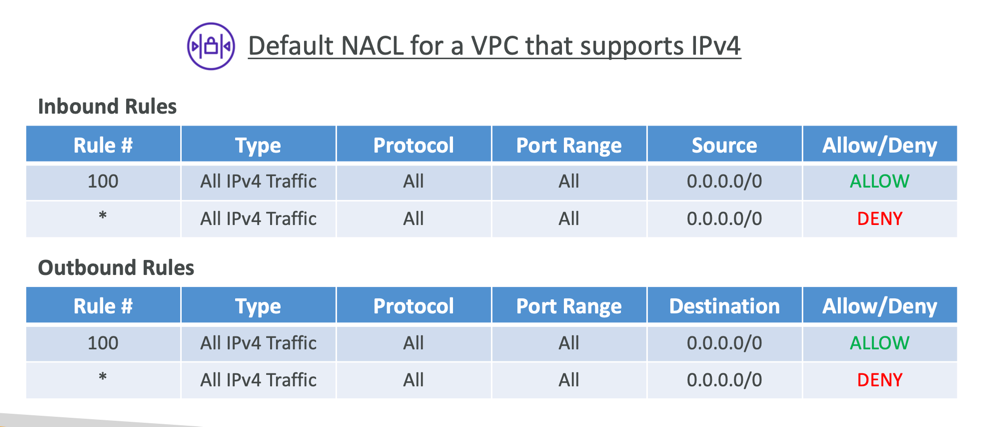 Default NACL for a VPC that supports IPv4
Inbound Rules
Rule # Type Protocol Port Range Source Allow/Deny
100 All IPv4 Traffic All All 0.0.0.0/0 ALLOW
* All IPv4 Traffic All All 0.0.0.0/0 DENY
Outbound Rules
Rule # Type Protocol Port Range Destination Allow/Deny
100 All IPv4 Traffic All All 0.0.0.0/0 ALLOW
* All IPv4 Traffic All All 0.0.0.0/0 DENY